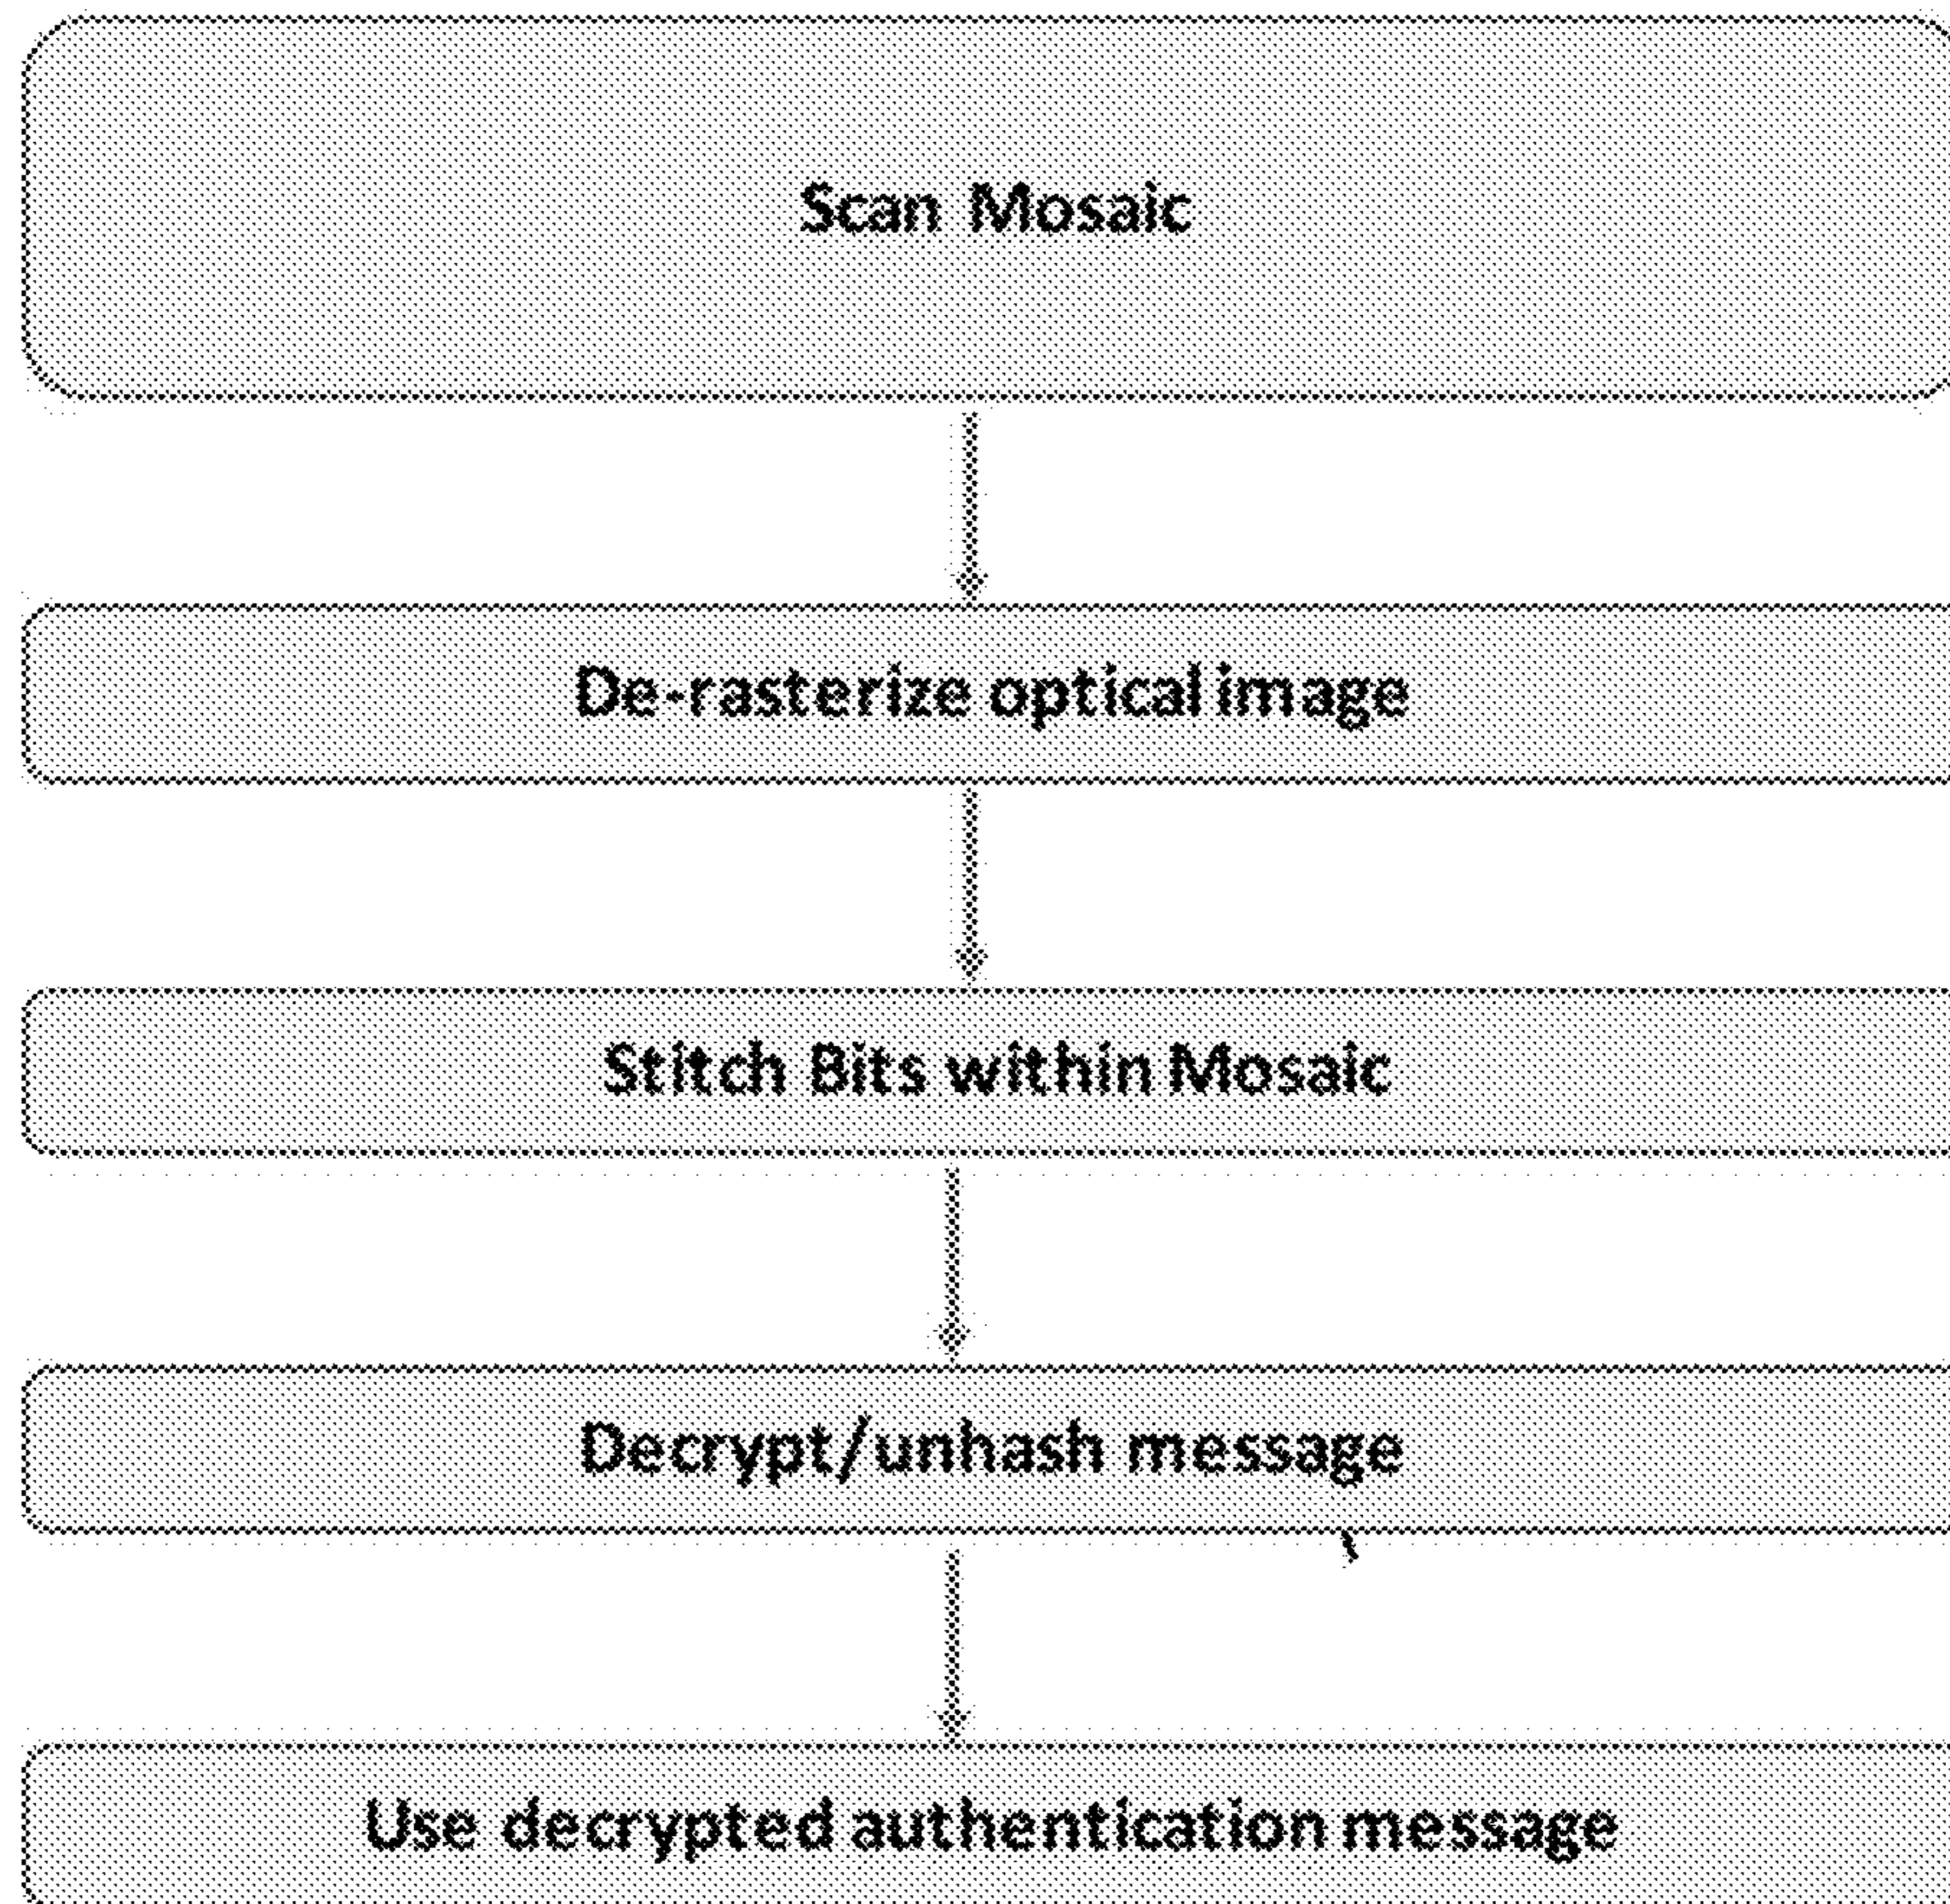 Scan Mosaic
De-rasterize optical image
Stitch Bits within Mosaic
Decrypt/unhash message
Use decrypted authentication message